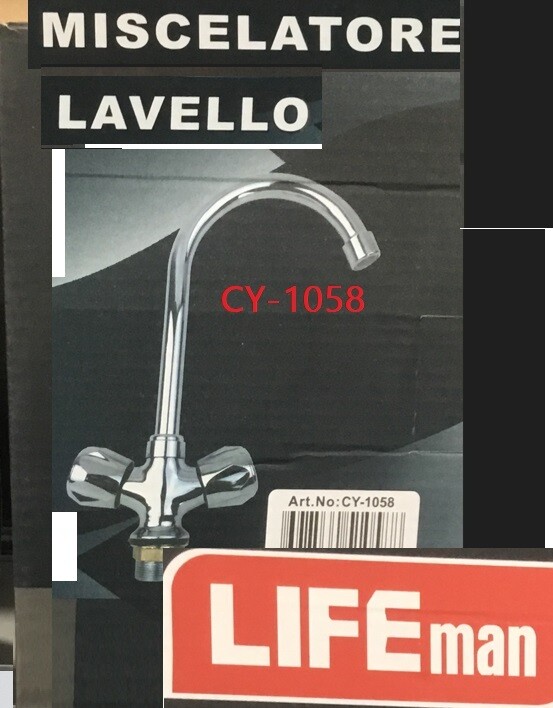 MISCELATORE
LAVELLO
CY-1058
Art.No:CY-1058
LIFEman